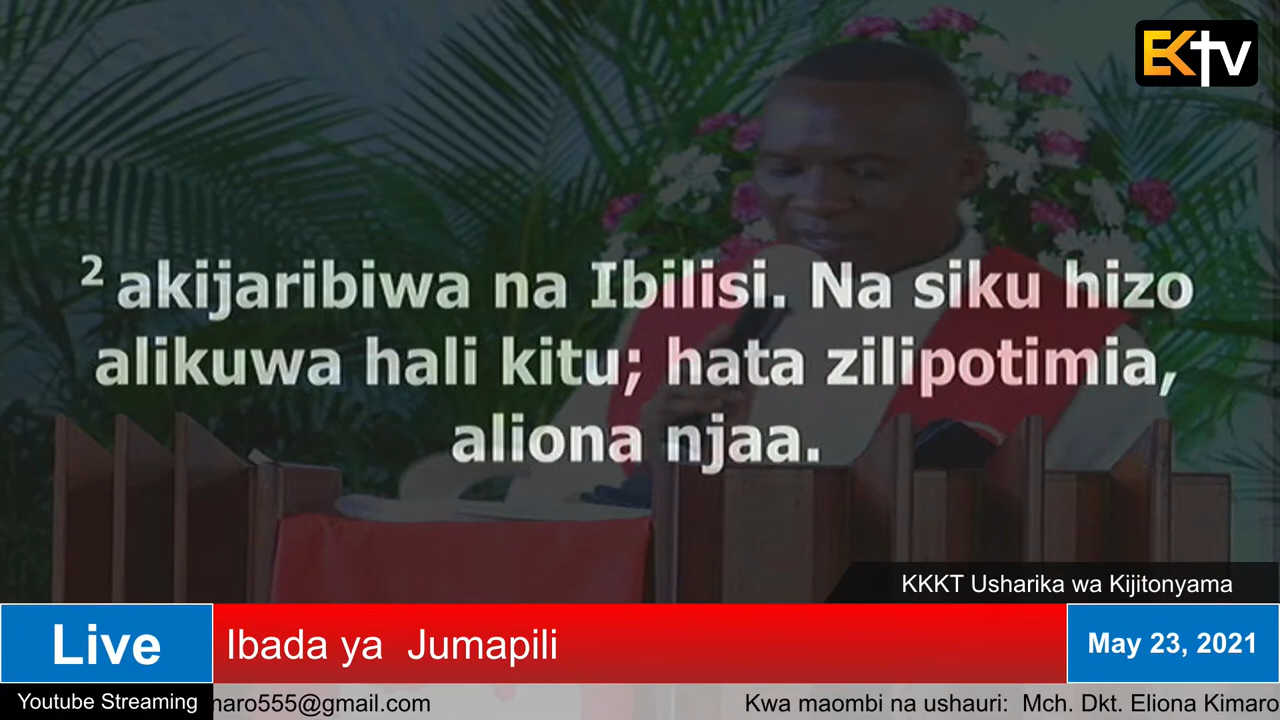 EKTV
² akijaribiwa na Ibilisi. Na siku hizo
alikuwa hali kitu; hata zilipotimia,
aliona njaa.
KKKT Usharika wa Kijitonyama
Live
Ibada ya Jumapili
May 23, 2021
Youtube Streaming
maro555@gmail.com
Kwa maombi na ushauri: Mch. Dkt. Eliona Kimaro